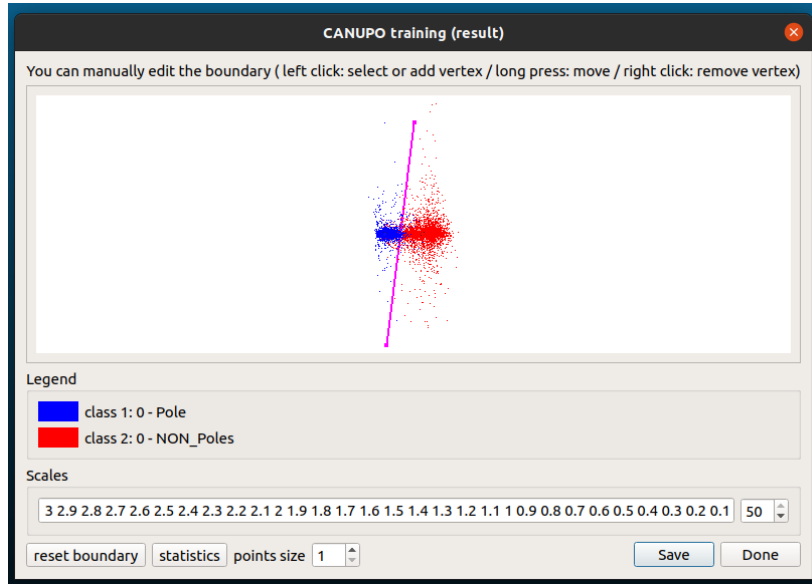 CANUPO training (result)
You can manually edit the boundary ( left click: select or add vertex / long press: move / right click: remove vertex)
Legend
class 1: 0 - Pole
class 2: 0 - NON_Poles
Scales
3 2.9 2.8 2.7 2.6 2.5 2.4 2.3 2.2 2.1 2 1.9 1.8 1.7 1.6 1.5 1.4 1.3 1.2 1.1 1 0.9 0.8 0.7 0.6 0.5 0.4 0.3 0.2 0.1 50
reset boundary statistics points size 1 Save Done